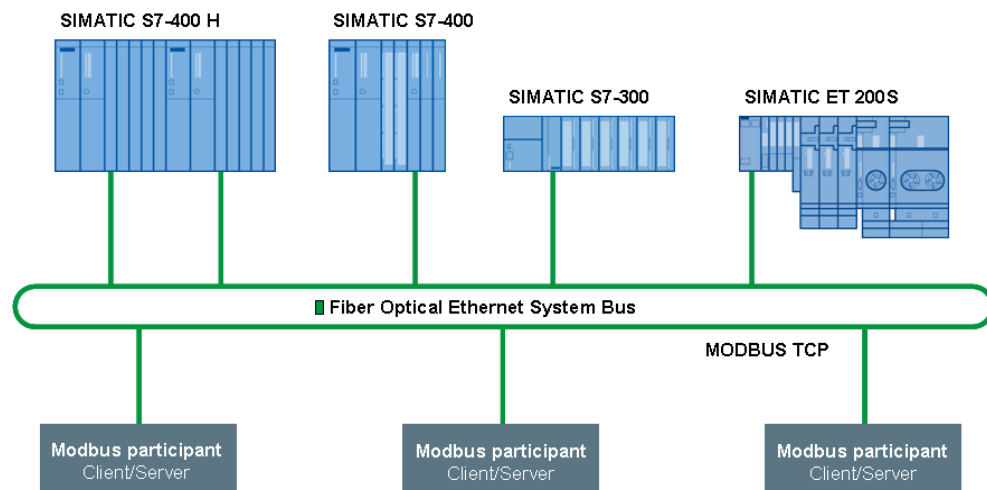 SIMATIC S7-400 H
SIMATIC S7-400
SIMATIC S7-300
SIMATIC ET 200S
Fiber Optical Ethernet System Bus
MODBUS TCP
Modbus participant
Client/Server
Modbus participant
Client/Server
Modbus participant
Client/Server